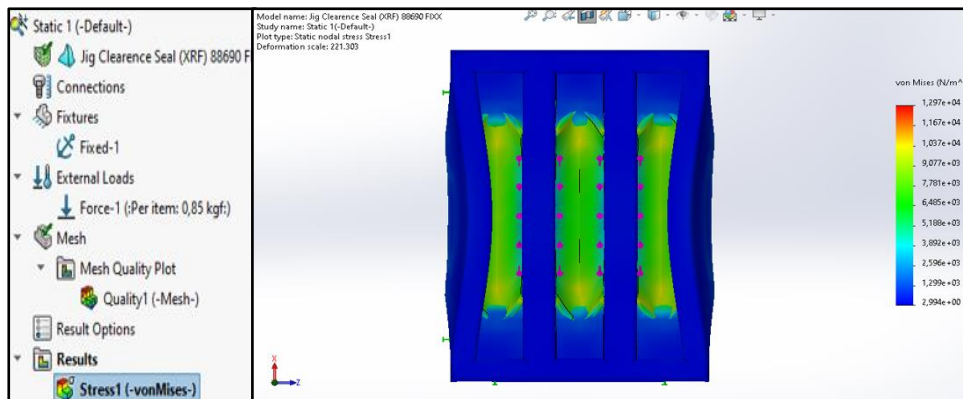 Static 1 (-Default-)
Jig Clearence Seal (XRF) 88690 F
Connections
Fixtures
Fixed-1
External Loads
Force-1 (:Per item: 0,85 kgf:)
Mesh
Mesh Quality Plot
Quality1 (-Mesh-)
Result Options
Results
Stress1 (-vonMises-)
Model name: Jig Clearence Seal (XRF) 88690 FIXX
Study name: Static 1(-Default-)
Plot type: Static nodal stress Stress1
Deformation scale: 221.303
von Mises (N/m^
1,297e+04
1,167e+04
1,037e+04
9,077e+03
7,781e+03
6,485e+03
5,188e+03
3,892e+03
2,596e+03
1,299e+03
2,994e+00
X
Z